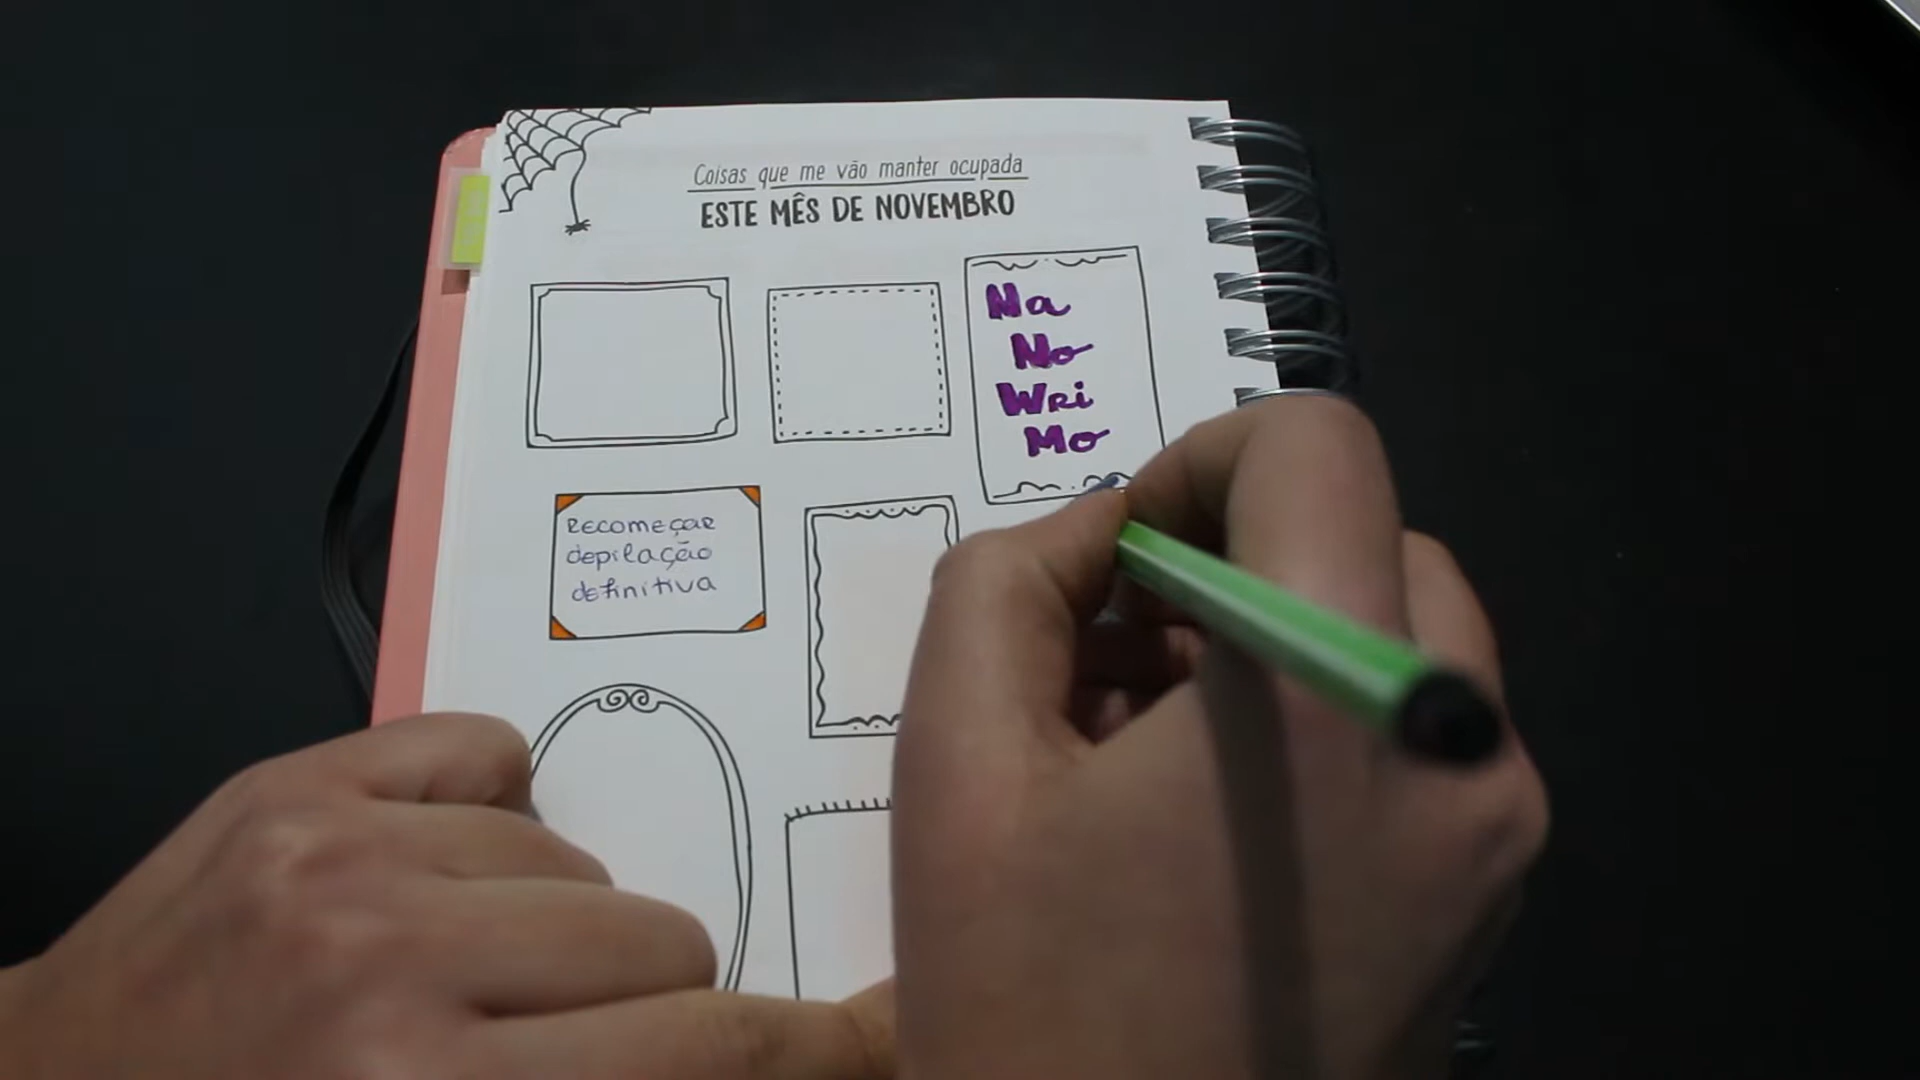 Coisas que me vão manter ocupada
ESTE MÊS DE NOVEMBRO
Na
No
Wri
Mo
Recomeçar
depilação
definitiva